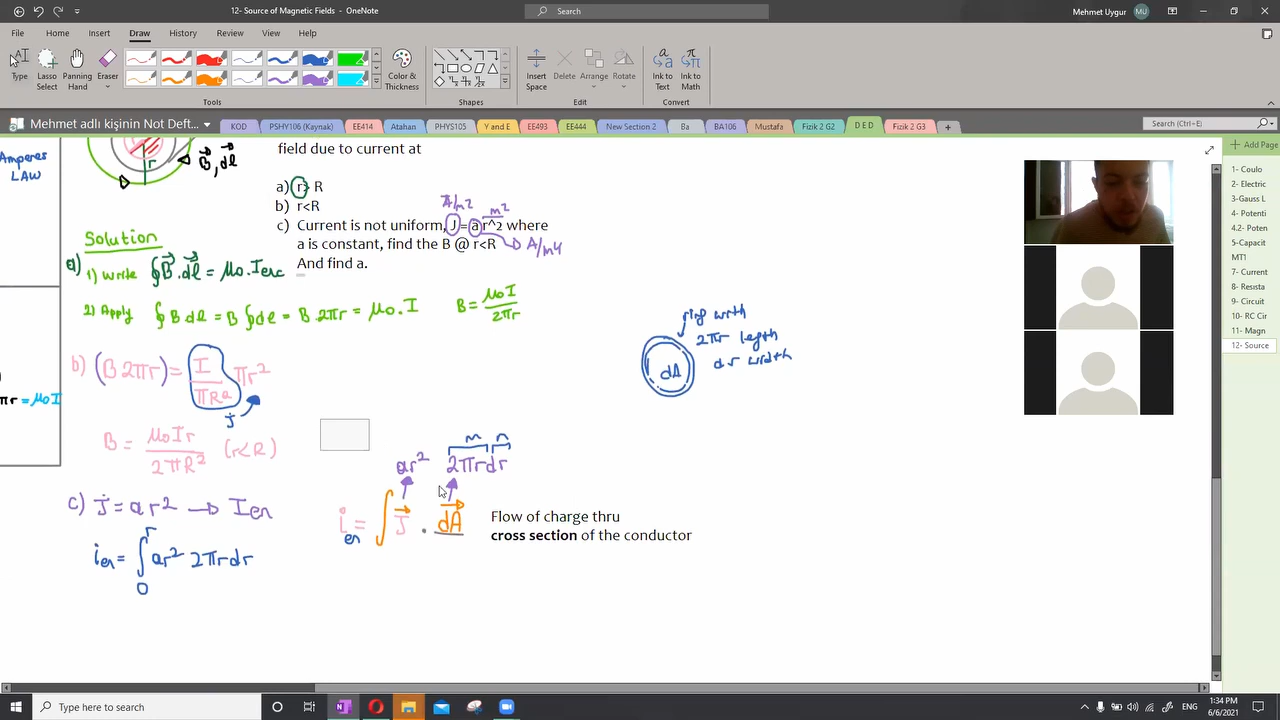 12- Source of Magnetic Fields - OneNote
Search
Mehmet Uygur MU
File Home Insert Draw History Review View Help
Type
Lasso Select
Panning Hand
Eraser
Color & Thickness
Insert Space
Delete
Arrange
Rotate
Ink to Text
Ink to Math
Tools
Shapes
Edit
Convert
Mehmet adlı kişinin Not Deft...
KOD PSHY106 (Kaynak) EE414 Atahan PHYS105 Y and E EE493 EE444 New Section 2 Ba BA106 Mustafa Fizik 2 G2 D E D Fizik 2 G3
Search (Ctrl+E)
Add Page
1- Coulo
2- Electric
3-Gauss L
4- Potenti
4.2- Poten
5-Capacit
MT1
7- Current
8- Resista
9- Circuit
10- RC Cir
11- Magn
12- Source
Amperes
LAW
r
B, dl
field due to current at
a) r> R
b) r<R
A/m2 m^2
c) Current is not uniform, J = a r^2 where
a is constant, find the B @ r<R
A/m4
And find a.
Solution
a) 1) Write ∮B⃗.dl⃗ = μ0.Ienc
2) Apply ∮B dl = B∮dl = B 2πr = μ0.I B = μ0I/2πr
b) (B 2πr) = I/πR² πr²
J
B = μ0Ir/2πR² (r<R)
πr = μ0I
ring with
2πr length
dr width
dA
c) J = ar² → Ien
ien = ∫₀ʳ ar² 2πrdr
m m
ar² 2πrdr
ien = ∫ J⃗ . dA⃗
Flow of charge thru
cross section of the conductor
Type here to search
ENG
1:34 PM
6/6/2021